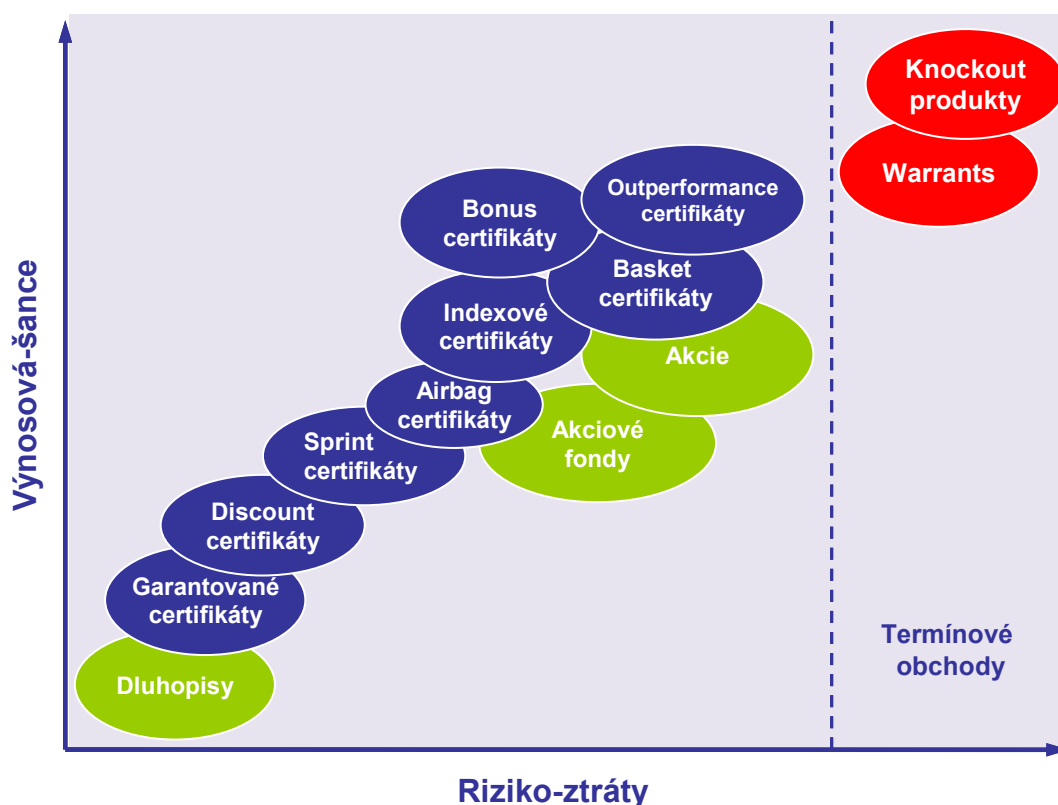 Knockout
produkty
Warrants
Outperformance
certifikáty
Bonus
certifikáty
Basket
certifikáty
Indexové
certifikáty
Akcie
Airbag
certifikáty
Akciové
fondy
Sprint
certifikáty
Discount
certifikáty
Garantované
certifikáty
Dluhopisy
Termínové
obchody
Výnosová-šance
Riziko-ztráty